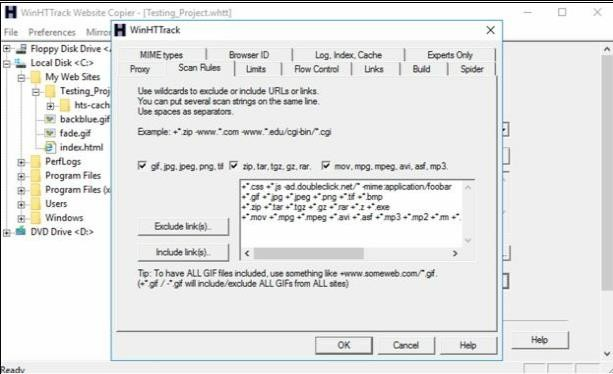 WinHTTrack Website Copier - [Testing_Project.whtt]
File Preferences Mirror
Floppy Disk Drive <A
Local Disk <C:>
My Web Sites
Testing_Proj
hts-cach
backblue.gif
fade.gif
index.html
PerfLogs
Program Files
Program Files (x
Users
Windows
DVD Drive <D:>
WinHTTrack
MIME types Browser ID Log, Index, Cache Experts Only
Proxy Scan Rules Limits Flow Control Links Build Spider
Use wildcards to exclude or include URLs or links.
You can put several scan strings on the same line.
Use spaces as separators.
Example: +*.zip -www.*.com -www.*.edu/cgi-bin/*.cgi
gif, jpg, jpeg, png, tif zip, tar, tgz, gz, rar. mov, mpg, mpeg, avi, asf, mp3.
+*.css +*.js -ad.doubleclick.net/* -mime:application/foobar
+*.gif +*.jpg +*.jpeg +*.png +*.tif +*.bmp
+*.zip +*.tar +*.tgz +*.gz +*.rar +*.z +*.exe
+*.mov +*.mpg +*.mpeg +*.avi +*.asf +*.mp3 +*.mp2 +*.rm +*.
Exclude link(s)..
Include link(s)..
Tip: To have ALL GIF files included, use something like +www.someweb.com/*.gif.
(+*.gif / -*.gif will include/exclude ALL GIFs from ALL sites)
OK Cancel Help
Help
Ready